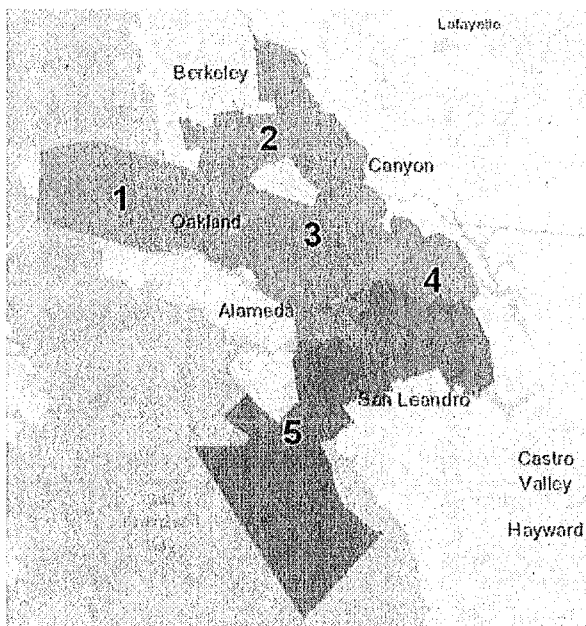 Lafayette
Berkeley
2
Canyon
1
Oakland
3
4
Alameda
San Leandro
5
Castro
Valley
Hayward